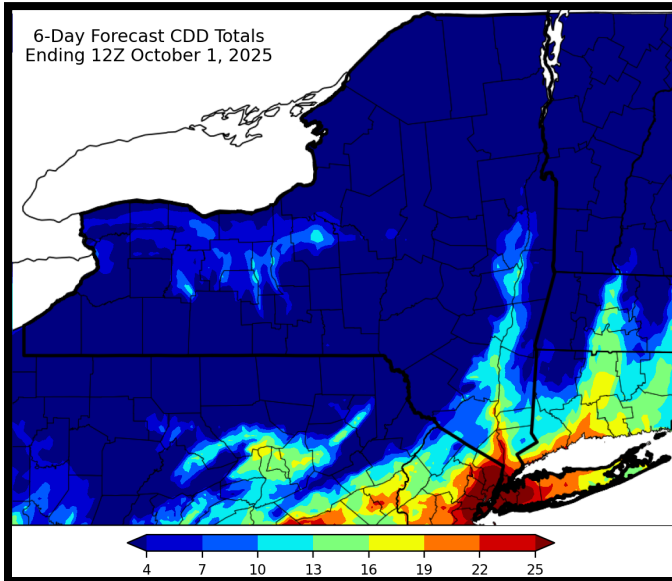 6-Day Forecast CDD Totals
Ending 12Z October 1, 2025
4 7 10 13 16 19 22 25